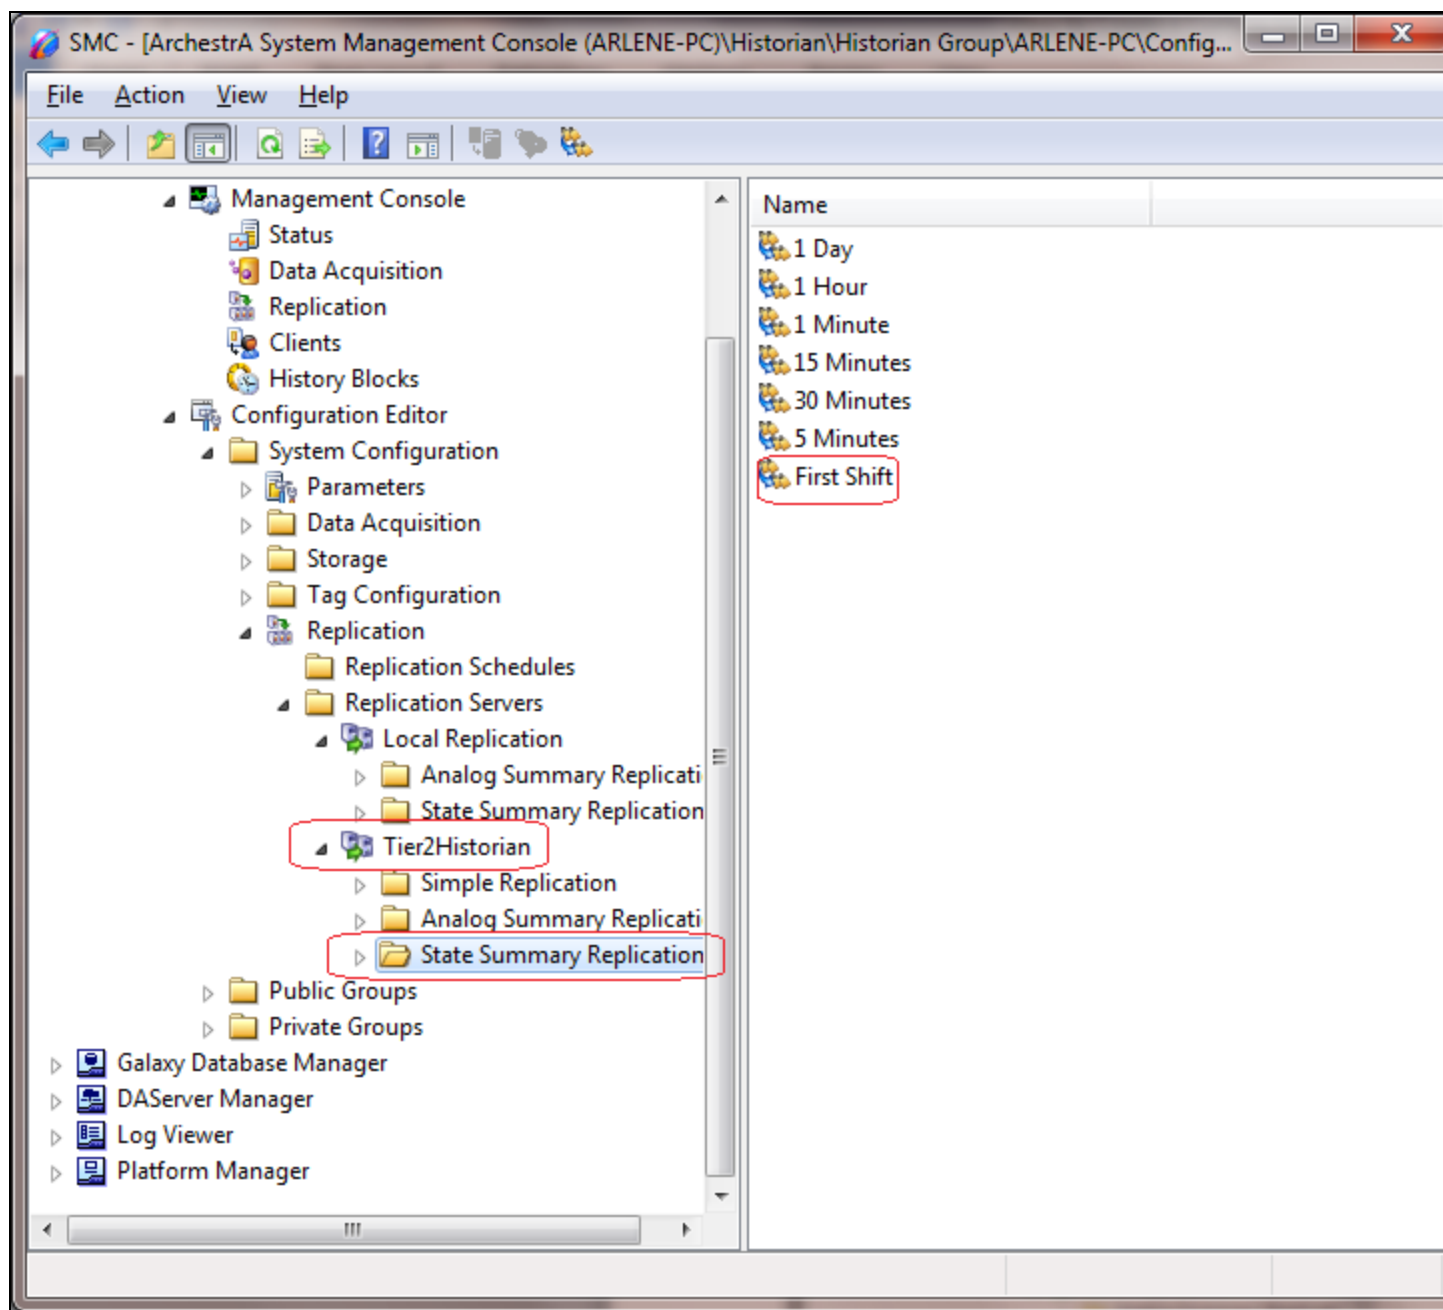 SMC - [ArchestrA System Management Console (ARLENE-PC)\Historian\Historian Group\ARLENE-PC\Config...
File Action View Help
Management Console
Status
Data Acquisition
Replication
Clients
History Blocks
Configuration Editor
System Configuration
Parameters
Data Acquisition
Storage
Tag Configuration
Replication
Replication Schedules
Replication Servers
Local Replication
Analog Summary Replicati
State Summary Replication
Tier2Historian
Simple Replication
Analog Summary Replicati
State Summary Replication
Public Groups
Private Groups
Galaxy Database Manager
DAServer Manager
Log Viewer
Platform Manager
Name
1 Day
1 Hour
1 Minute
15 Minutes
30 Minutes
5 Minutes
First Shift